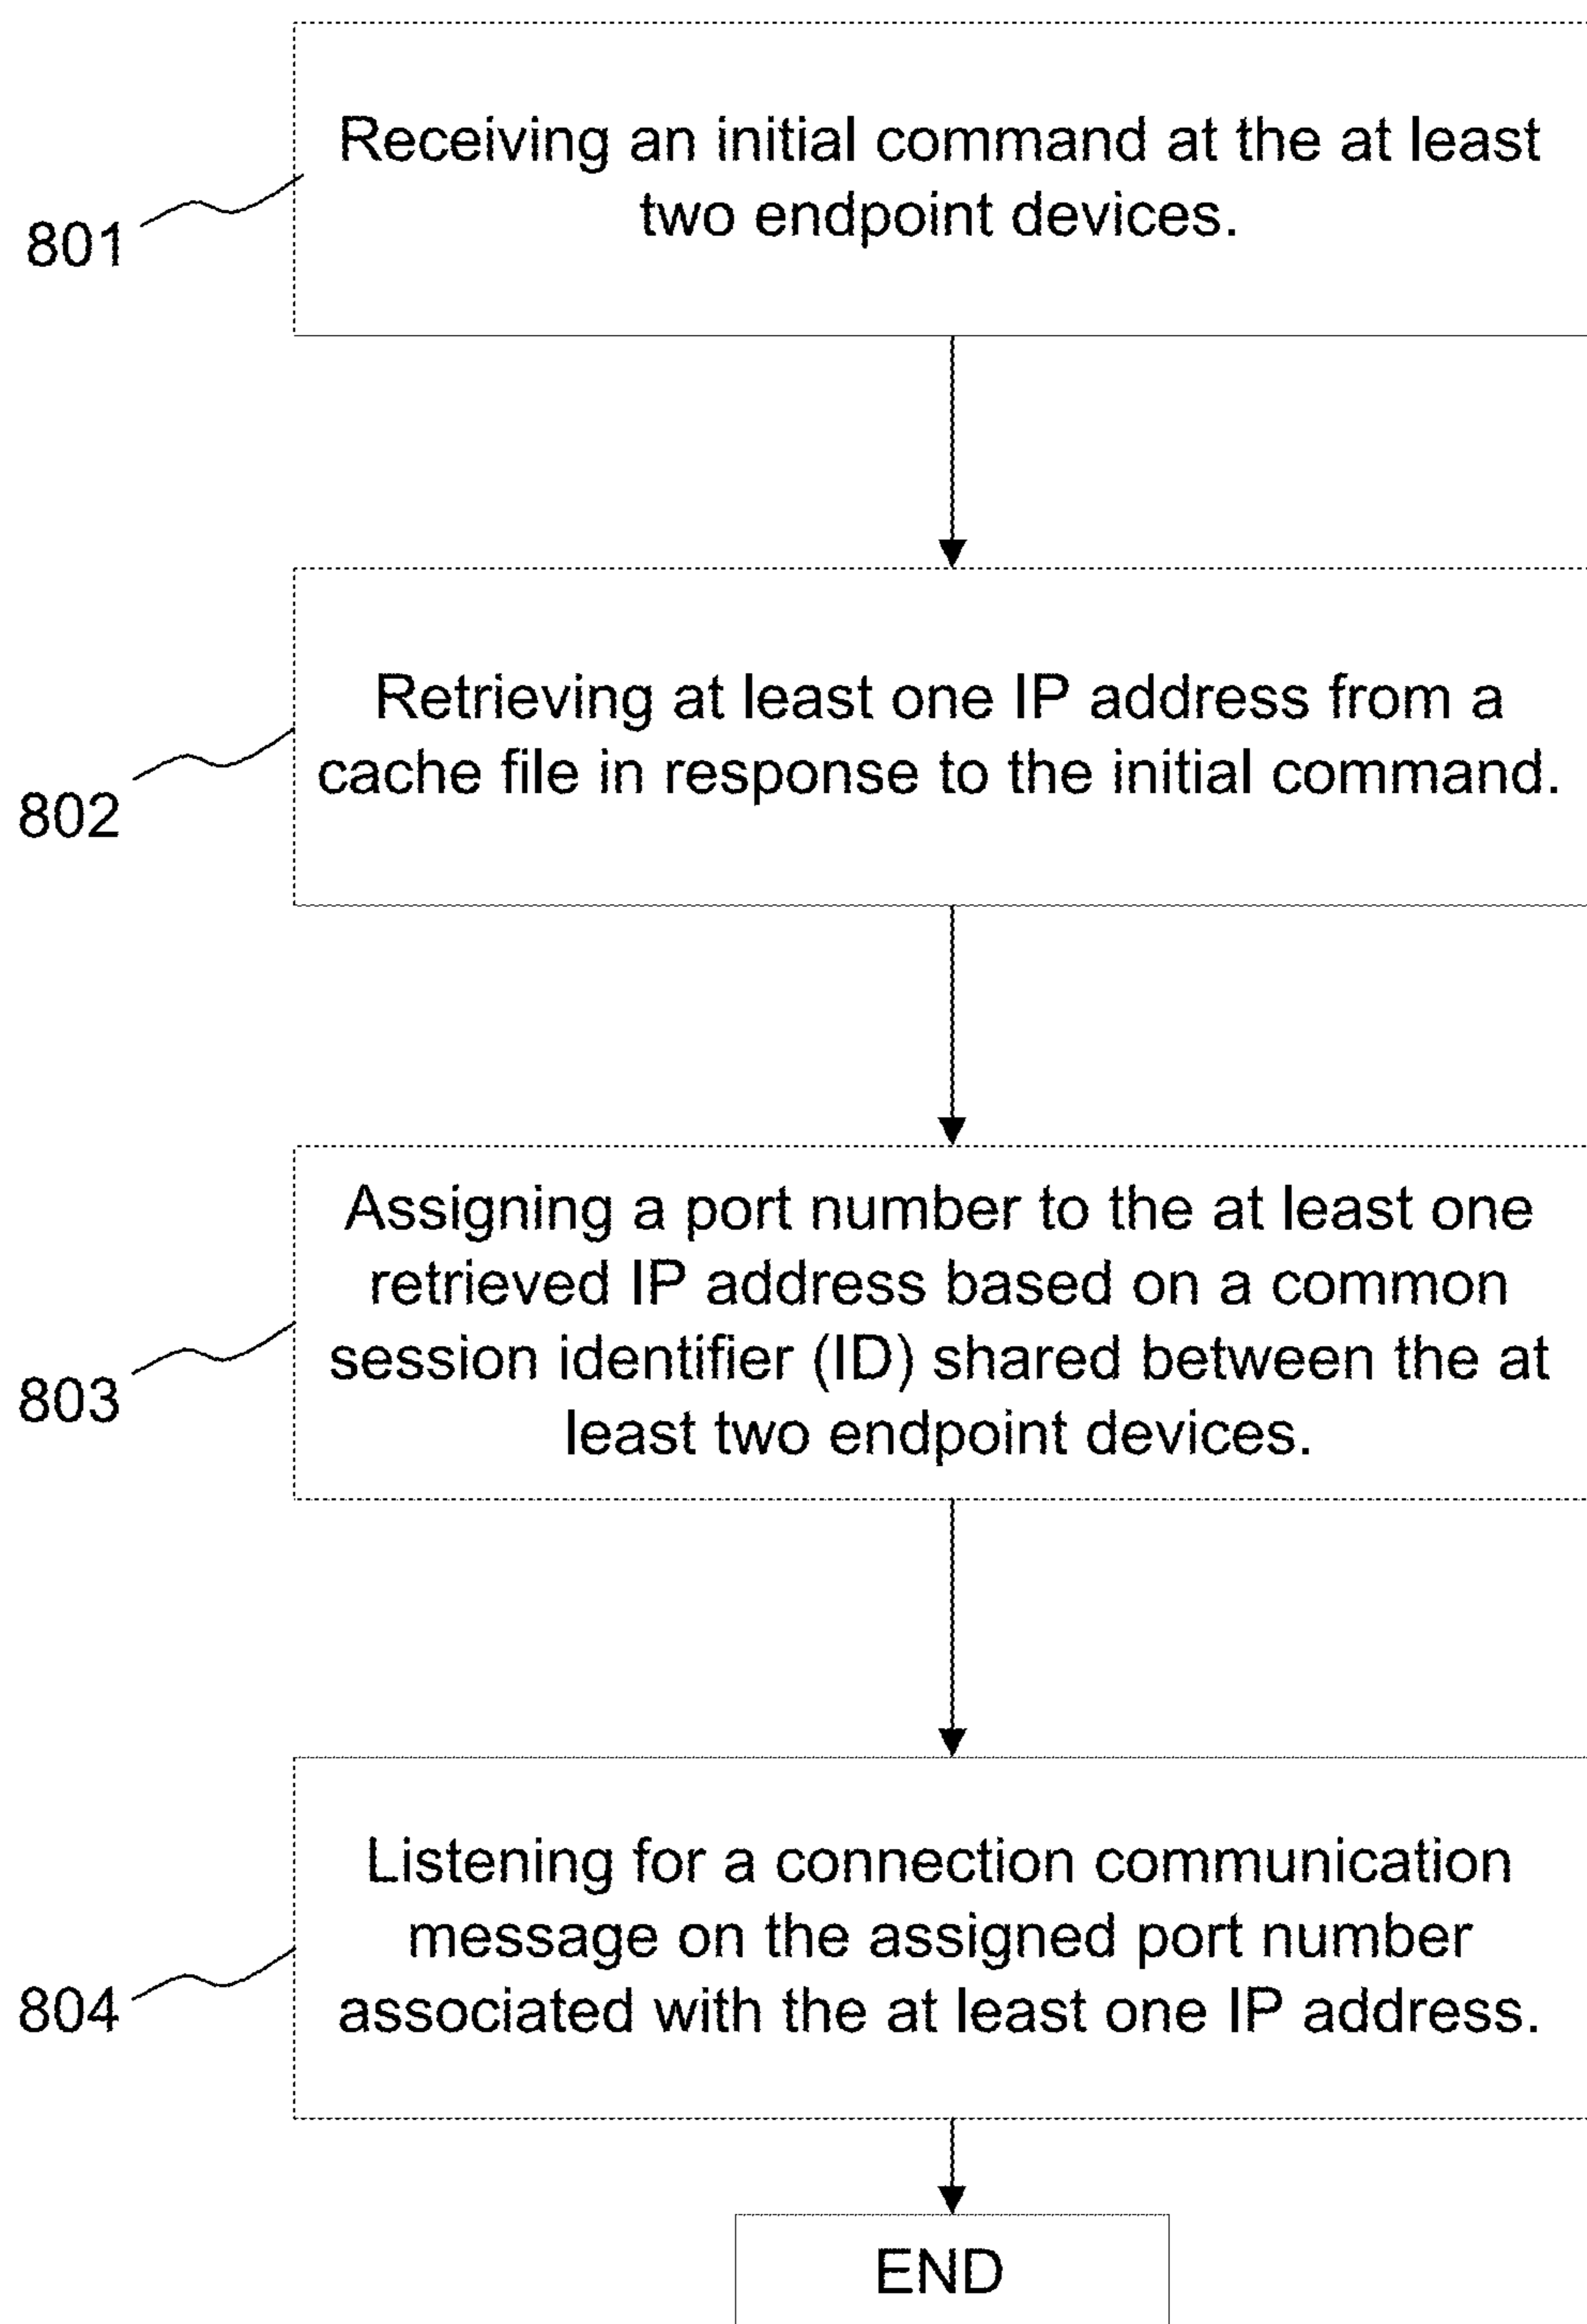 Receiving an initial command at the at least
two endpoint devices.
801
Retrieving at least one IP address from a
cache file in response to the initial command.
802
Assigning a port number to the at least one
retrieved IP address based on a common
session identifier (ID) shared between the at
least two endpoint devices.
803
Listening for a connection communication
message on the assigned port number
associated with the at least one IP address.
804
END